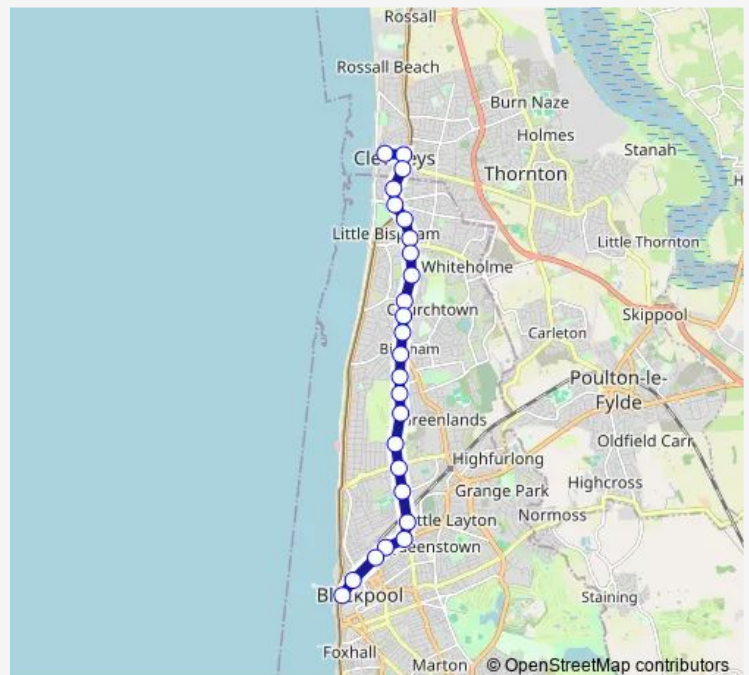 Rossall
Rossall Beach
Burn Naze
Holmes
Stanah
Thornton
Little Thornton
Whiteholme
Skippool
Carleton
Poulton-le-
Fylde
Oldfield Carr
Highfurlong
Highcross
Grange Park
Normoss
Staining
Foxhall
Marton
© OpenStreetMap contributors